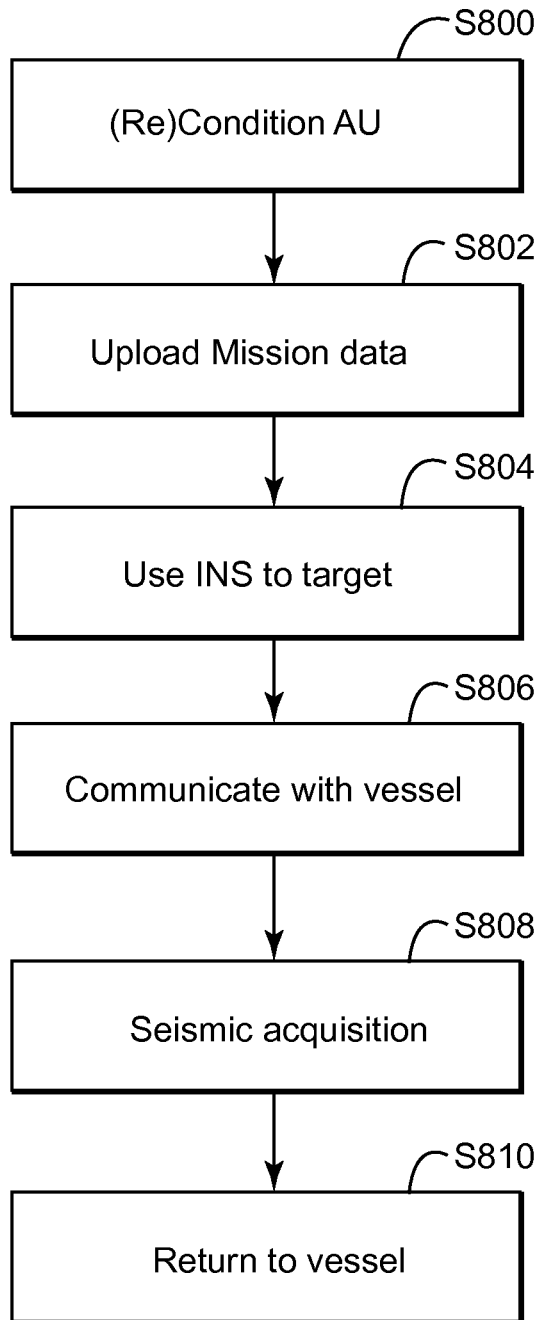 S800
(Re)Condition AU
S802
Upload Mission data
S804
Use INS to target
S806
Communicate with vessel
S808
Seismic acquisition
S810
Return to vessel